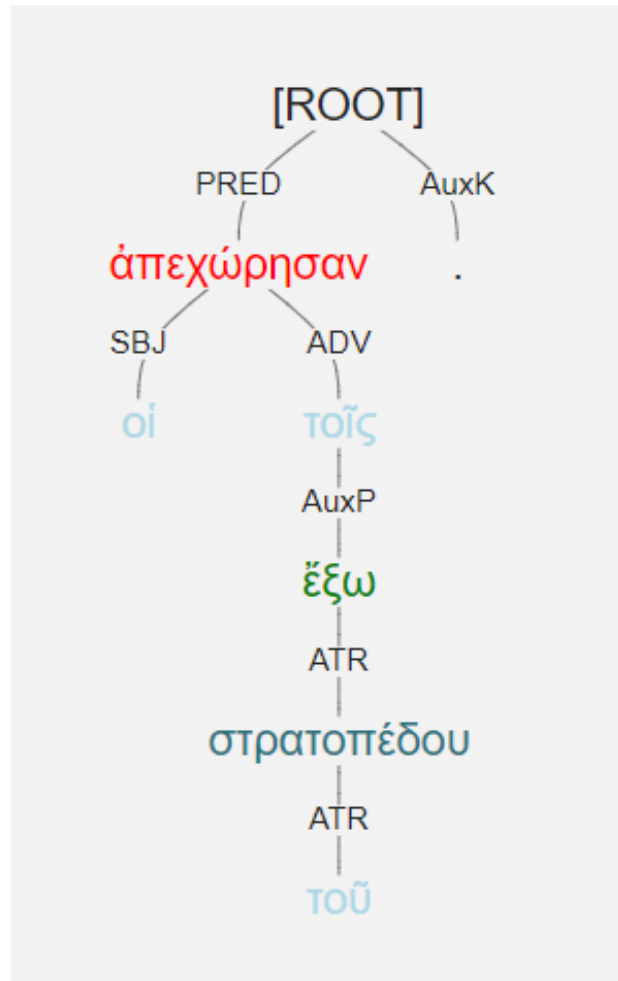 [ROOT]
PRED AuxK
ἀπεχώρησαν .
SBJ ADV
οἱ τοῖς
AuxP
ἔξω
ATR
στρατοπέδου
ATR
τοῦ